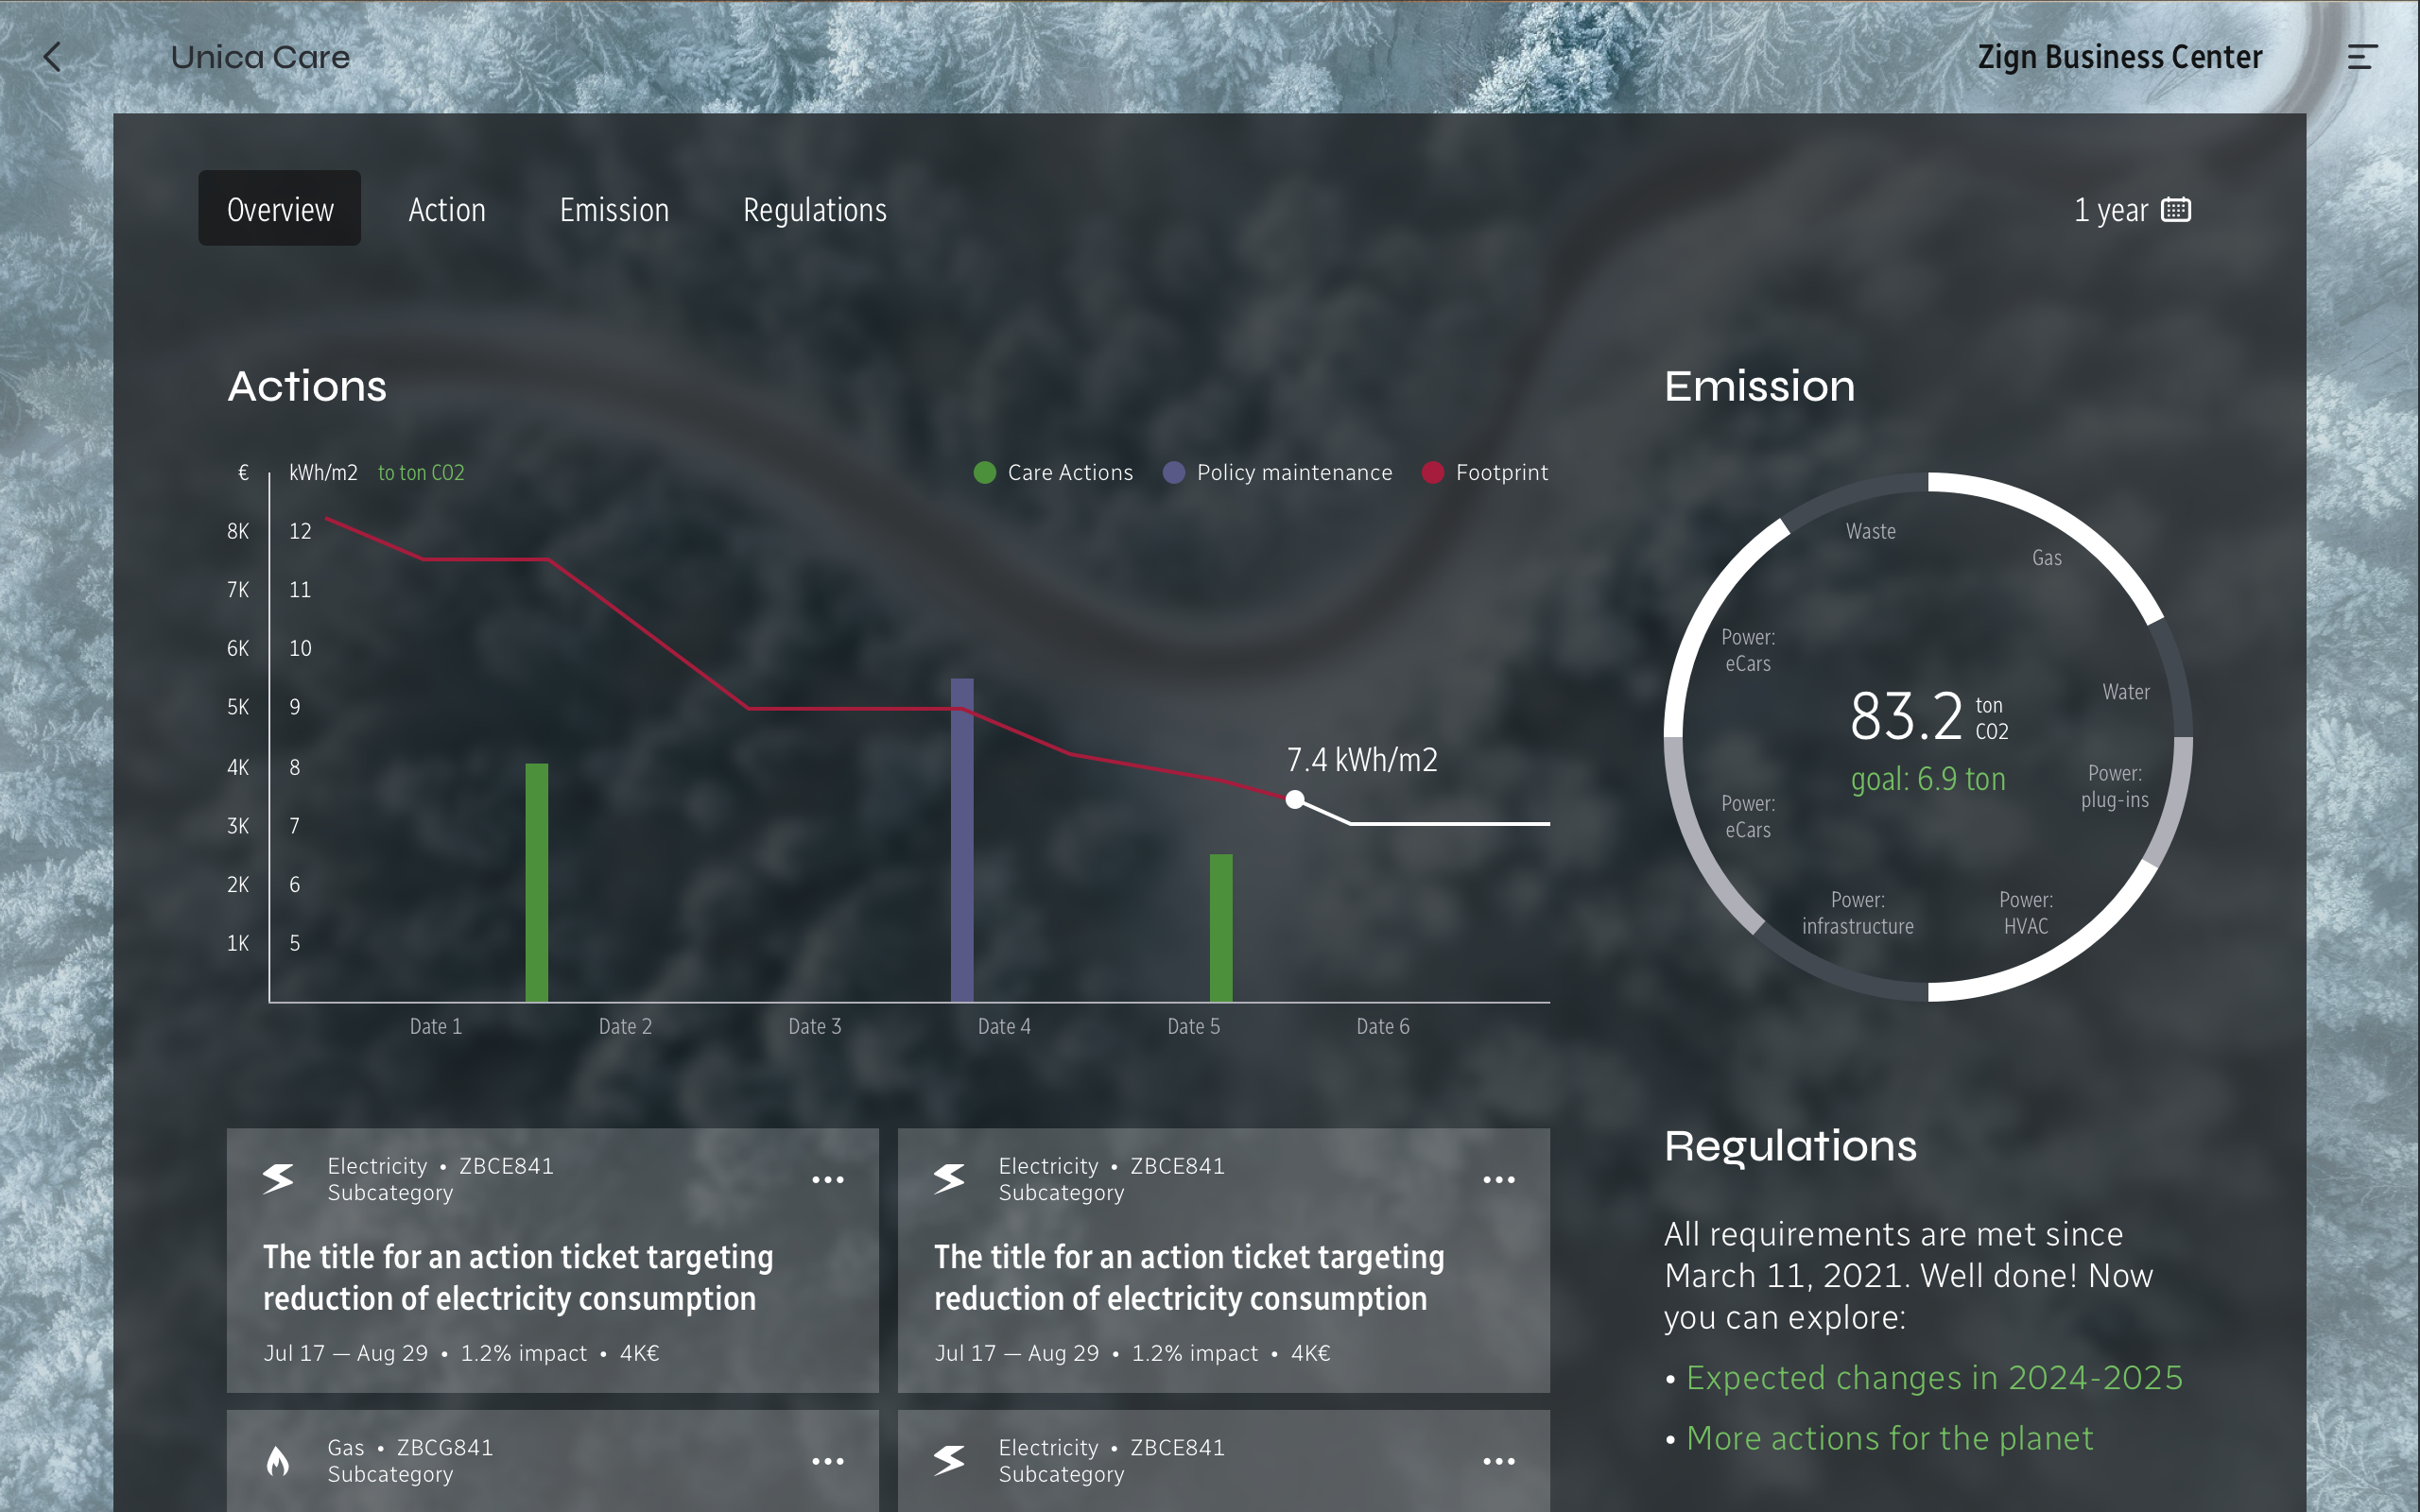 Unica Care
Zign Business Center
Overview
Action
Emission
Regulations
1 year
Actions
€
kWh/m2
to ton CO2
Care Actions
Policy maintenance
Footprint
8K
12
7K
11
6K
10
5K
9
4K
8
3K
7
2K
6
1K
5
7.4 kWh/m2
Date 1
Date 2
Date 3
Date 4
Date 5
Date 6
Emission
Waste
Gas
Power:
eCars
Water
83.2 ton
CO2
goal: 6.9 ton
Power:
plug-ins
Power:
eCars
Power:
infrastructure
Power:
HVAC
Electricity • ZBCE841
Subcategory
The title for an action ticket targeting
reduction of electricity consumption
Jul 17 — Aug 29 • 1.2% impact • 4K€
Electricity • ZBCE841
Subcategory
The title for an action ticket targeting
reduction of electricity consumption
Jul 17 — Aug 29 • 1.2% impact • 4K€
Gas • ZBCG841
Subcategory
Electricity • ZBCE841
Subcategory
Regulations
All requirements are met since
March 11, 2021. Well done! Now
you can explore:
• Expected changes in 2024-2025
• More actions for the planet